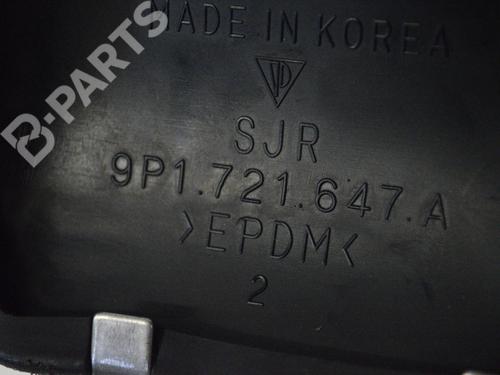 MADE IN KOREA
SJR
9P1.721.647.A
>EPDM<
2
B-PARTS